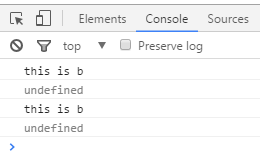 Elements Console Sources
top Preserve log
this is b
undefined
this is b
undefined